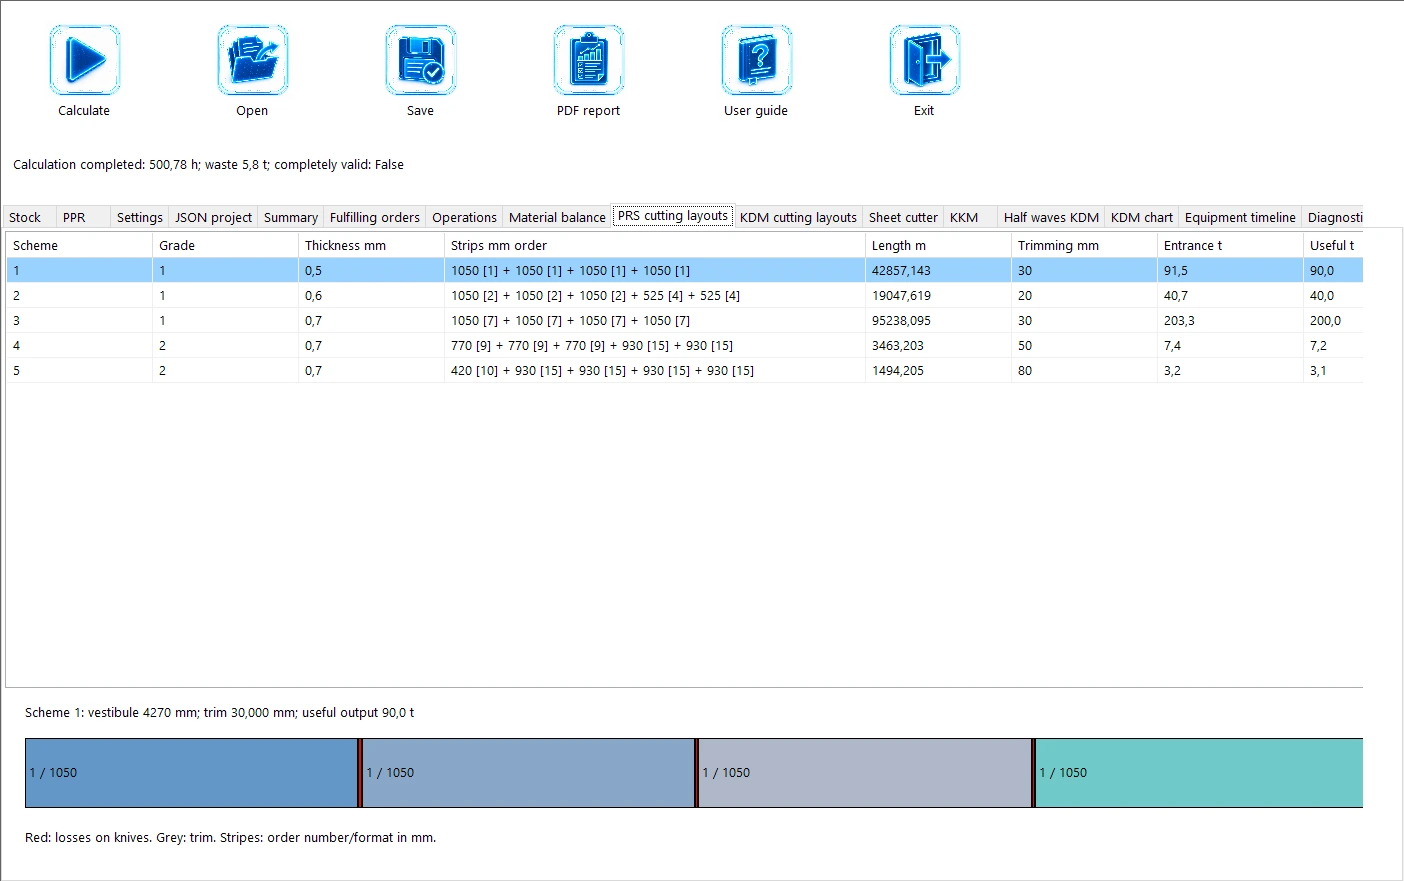 Calculate Open Save PDF report User guide Exit
Calculation completed: 500,78 h; waste 5,8 t; completely valid: False
Stock PPR Settings JSON project Summary Fulfilling orders Operations Material balance PRS cutting layouts KDM cutting layouts Sheet cutter KKM Half waves KDM KDM chart Equipment timeline Diagnosti
Scheme Grade Thickness mm Strips mm order Length m Trimming mm Entrance t Useful t
1 1 0,5 1050 [1] + 1050 [1] + 1050 [1] + 1050 [1] 42857,143 30 91,5 90,0
2 1 0,6 1050 [2] + 1050 [2] + 1050 [2] + 525 [4] + 525 [4] 19047,619 20 40,7 40,0
3 1 0,7 1050 [7] + 1050 [7] + 1050 [7] + 1050 [7] 95238,095 30 203,3 200,0
4 2 0,7 770 [9] + 770 [9] + 770 [9] + 930 [15] + 930 [15] 3463,203 50 7,4 7,2
5 2 0,7 420 [10] + 930 [15] + 930 [15] + 930 [15] + 930 [15] 1494,205 80 3,2 3,1
Scheme 1: vestibule 4270 mm; trim 30,000 mm; useful output 90,0 t
1 / 1050 1 / 1050 1 / 1050 1 / 1050
Red: losses on knives. Grey: trim. Stripes: order number/format in mm.